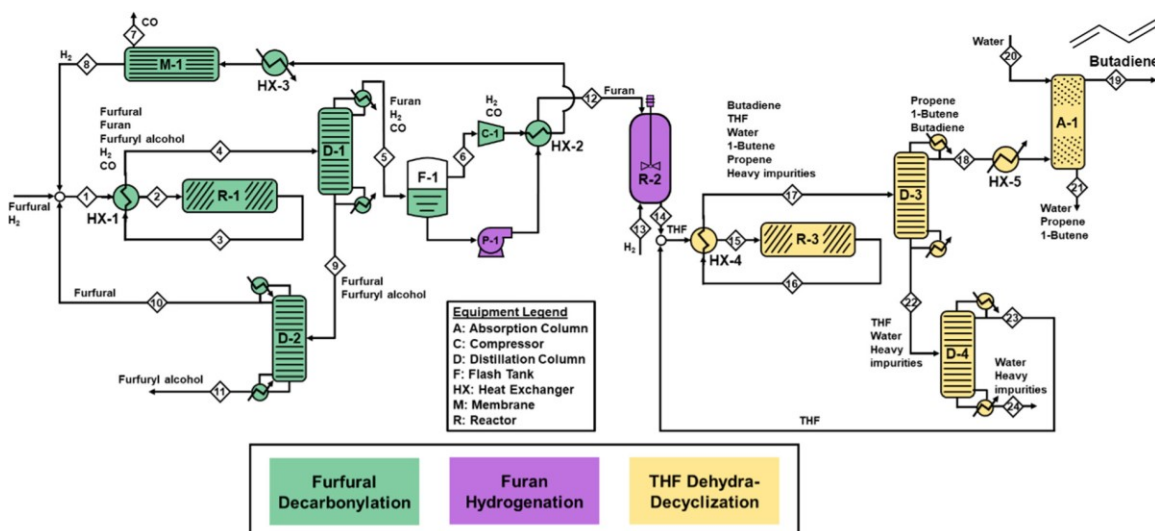 CO
7
H₂
8
M-1
HX-3
Furfural
Furan
Furfuryl alcohol
H₂
CO
4
D-1
Furan
H₂
CO
5
H₂
CO
6
C-1
HX-2
12
Furan
F-1
P-1
Furfural
H₂
1
HX-1
2
R-1
3
9
Furfural
Furfuryl alcohol
Furfural
10
D-2
Furfuryl alcohol
11
R-2
14
13
H₂
THF
HX-4
15
R-3
16
Butadiene
THF
Water
1-Butene
Propene
Heavy impurities
17
Propene
1-Butene
Butadiene
D-3
18
HX-5
Water
20
A-1
Butadiene
19
21
Water
Propene
1-Butene
22
THF
Water
Heavy
impurities
D-4
23
Water
Heavy
impurities
24
THF
Equipment Legend
A: Absorption Column
C: Compressor
D: Distillation Column
F: Flash Tank
HX: Heat Exchanger
M: Membrane
R: Reactor
Furfural
Decarbonylation
Furan
Hydrogenation
THF Dehydra-
Decyclization